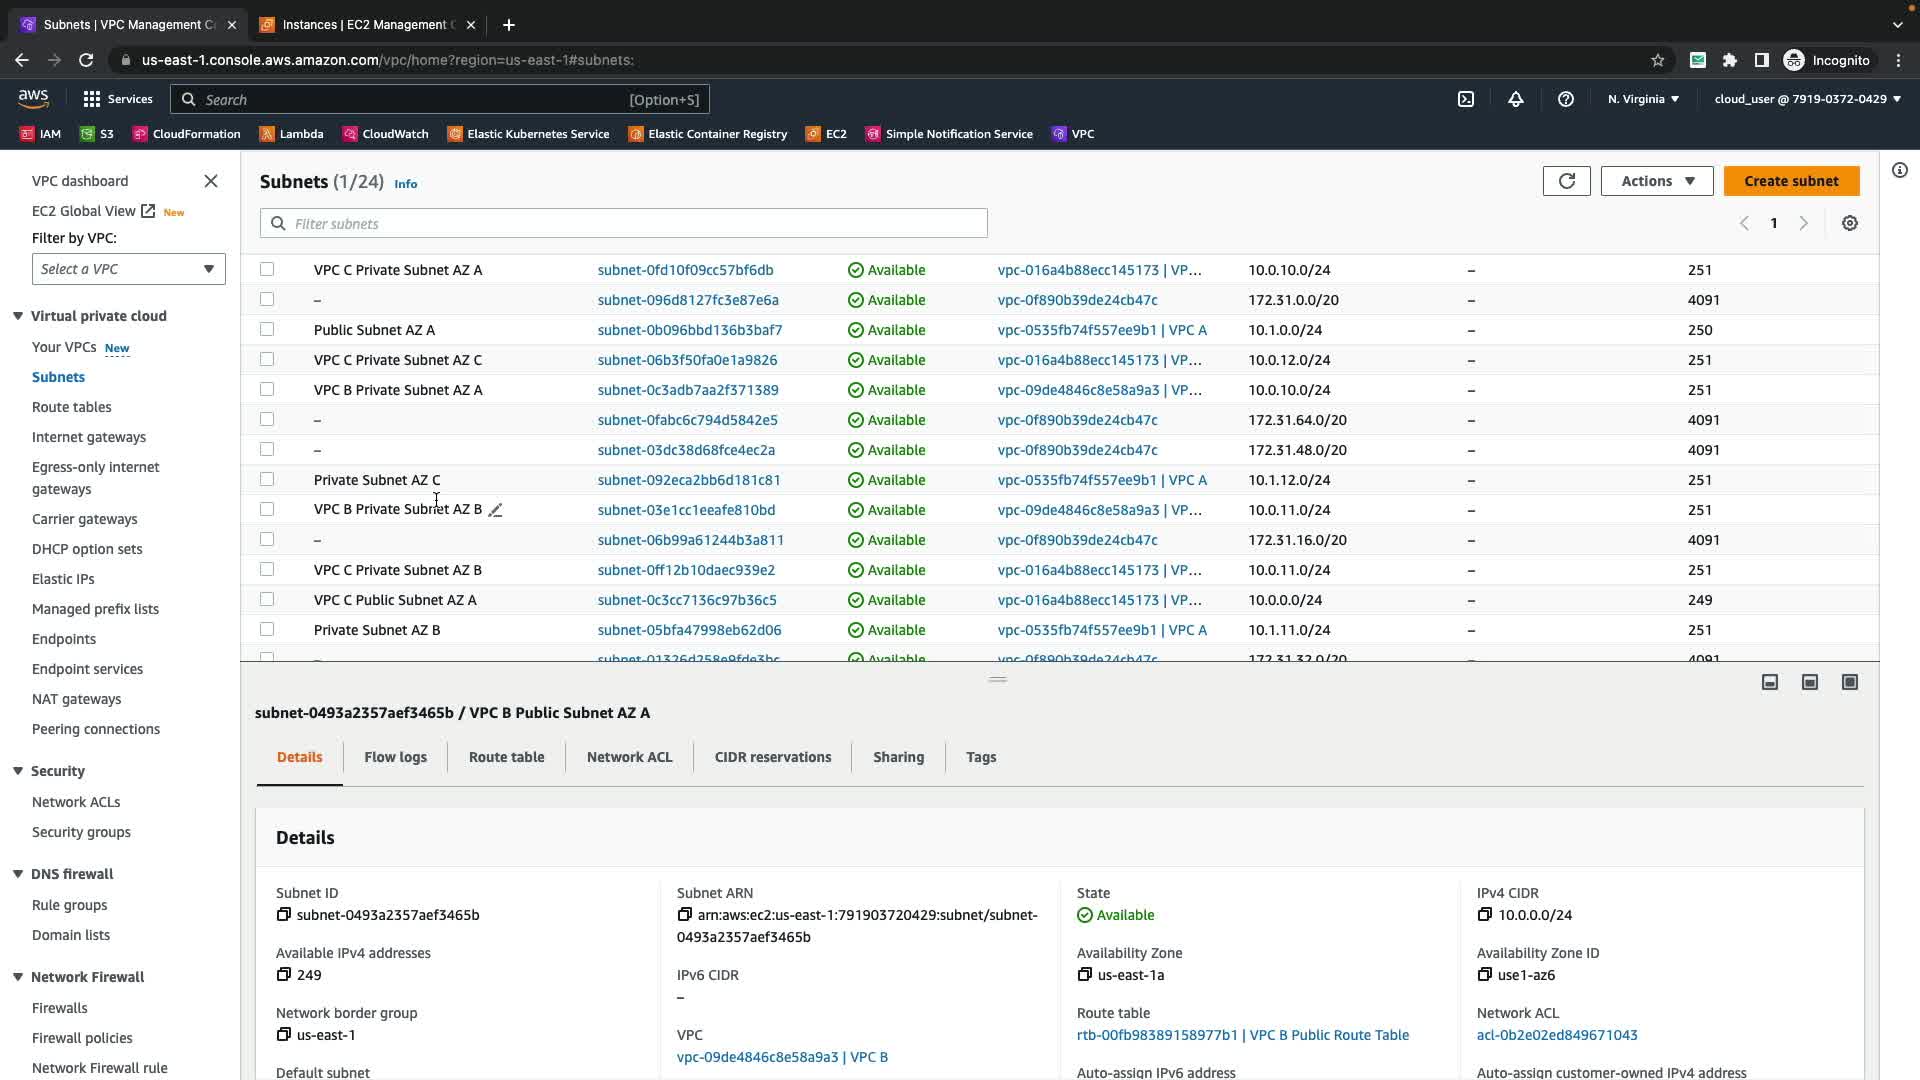 Subnets | VPC Management C
Instances | EC2 Management C
us-east-1.console.aws.amazon.com/vpc/home?region=us-east-1#subnets:
Incognito
aws
Services
Search
[Option+S]
N. Virginia
cloud_user @ 7919-0372-0429
IAM
S3
CloudFormation
Lambda
CloudWatch
Elastic Kubernetes Service
Elastic Container Registry
EC2
Simple Notification Service
VPC
VPC dashboard
EC2 Global View New
Filter by VPC:
Select a VPC
Virtual private cloud
Your VPCs New
Subnets
Route tables
Internet gateways
Egress-only internet
gateways
Carrier gateways
DHCP option sets
Elastic IPs
Managed prefix lists
Endpoints
Endpoint services
NAT gateways
Peering connections
Security
Network ACLs
Security groups
DNS firewall
Rule groups
Domain lists
Network Firewall
Firewalls
Firewall policies
Network Firewall rule
Subnets (1/24) Info
Actions
Create subnet
Filter subnets
1
VPC C Private Subnet AZ A subnet-0fd10f09cc57bf6db Available vpc-016a4b88ecc145173 | VP... 10.0.10.0/24 – 251
– subnet-096d8127fc3e87e6a Available vpc-0f890b39de24cb47c 172.31.0.0/20 – 4091
Public Subnet AZ A subnet-0b096bbd136b3baf7 Available vpc-0535fb74f557ee9b1 | VPC A 10.1.0.0/24 – 250
VPC C Private Subnet AZ C subnet-06b3f50fa0e1a9826 Available vpc-016a4b88ecc145173 | VP... 10.0.12.0/24 – 251
VPC B Private Subnet AZ A subnet-0c3adb7aa2f371389 Available vpc-09de4846c8e58a9a3 | VP... 10.0.10.0/24 – 251
– subnet-0fabc6c794d5842e5 Available vpc-0f890b39de24cb47c 172.31.64.0/20 – 4091
– subnet-03dc38d68fce4ec2a Available vpc-0f890b39de24cb47c 172.31.48.0/20 – 4091
Private Subnet AZ C subnet-092eca2bb6d181c81 Available vpc-0535fb74f557ee9b1 | VPC A 10.1.12.0/24 – 251
VPC B Private Subnet AZ B subnet-03e1cc1eeafe810bd Available vpc-09de4846c8e58a9a3 | VP... 10.0.11.0/24 – 251
– subnet-06b99a61244b3a811 Available vpc-0f890b39de24cb47c 172.31.16.0/20 – 4091
VPC C Private Subnet AZ B subnet-0ff12b10daec939e2 Available vpc-016a4b88ecc145173 | VP... 10.0.11.0/24 – 251
VPC C Public Subnet AZ A subnet-0c3cc7136c97b36c5 Available vpc-016a4b88ecc145173 | VP... 10.0.0.0/24 – 249
Private Subnet AZ B subnet-05bfa47998eb62d06 Available vpc-0535fb74f557ee9b1 | VPC A 10.1.11.0/24 – 251
– subnet-01326d258e9fde3bc Available vpc-0f890b39de24cb47c 172.31.32.0/20 – 4091
subnet-0493a2357aef3465b / VPC B Public Subnet AZ A
Details
Flow logs
Route table
Network ACL
CIDR reservations
Sharing
Tags
Details
Subnet ID
subnet-0493a2357aef3465b
Available IPv4 addresses
249
Network border group
us-east-1
Default subnet
Subnet ARN
arn:aws:ec2:us-east-1:791903720429:subnet/subnet-
0493a2357aef3465b
IPv6 CIDR
–
VPC
vpc-09de4846c8e58a9a3 | VPC B
State
Available
Availability Zone
us-east-1a
Route table
rtb-00fb98389158977b1 | VPC B Public Route Table
Auto-assign IPv6 address
IPv4 CIDR
10.0.0.0/24
Availability Zone ID
use1-az6
Network ACL
acl-0b2e02ed849671043
Auto-assign customer-owned IPv4 address